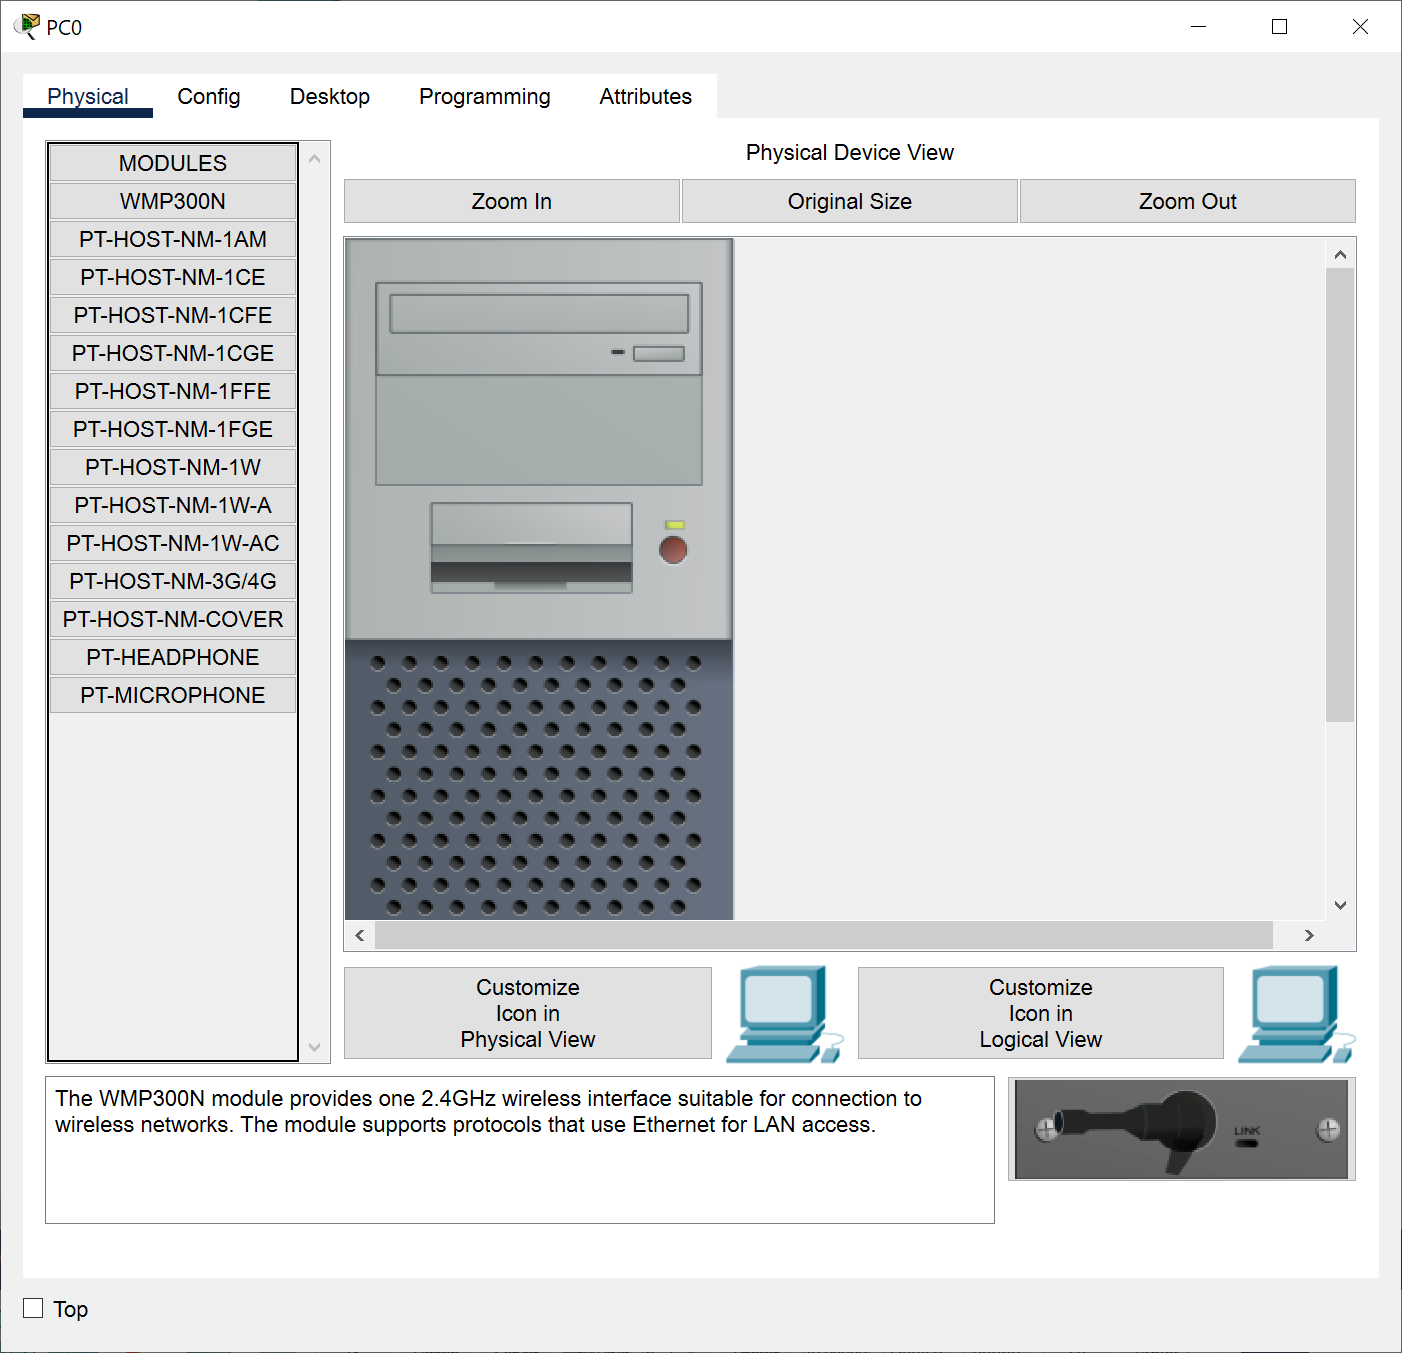 PC0
Physical
Config
Desktop
Programming
Attributes
MODULES
WMP300N
PT-HOST-NM-1AM
PT-HOST-NM-1CE
PT-HOST-NM-1CFE
PT-HOST-NM-1CGE
PT-HOST-NM-1FFE
PT-HOST-NM-1FGE
PT-HOST-NM-1W
PT-HOST-NM-1W-A
PT-HOST-NM-1W-AC
PT-HOST-NM-3G/4G
PT-HOST-NM-COVER
PT-HEADPHONE
PT-MICROPHONE
Physical Device View
Zoom In
Original Size
Zoom Out
Customize
Icon in
Physical View
Customize
Icon in
Logical View
The WMP300N module provides one 2.4GHz wireless interface suitable for connection to
wireless networks. The module supports protocols that use Ethernet for LAN access.
LINK
Top